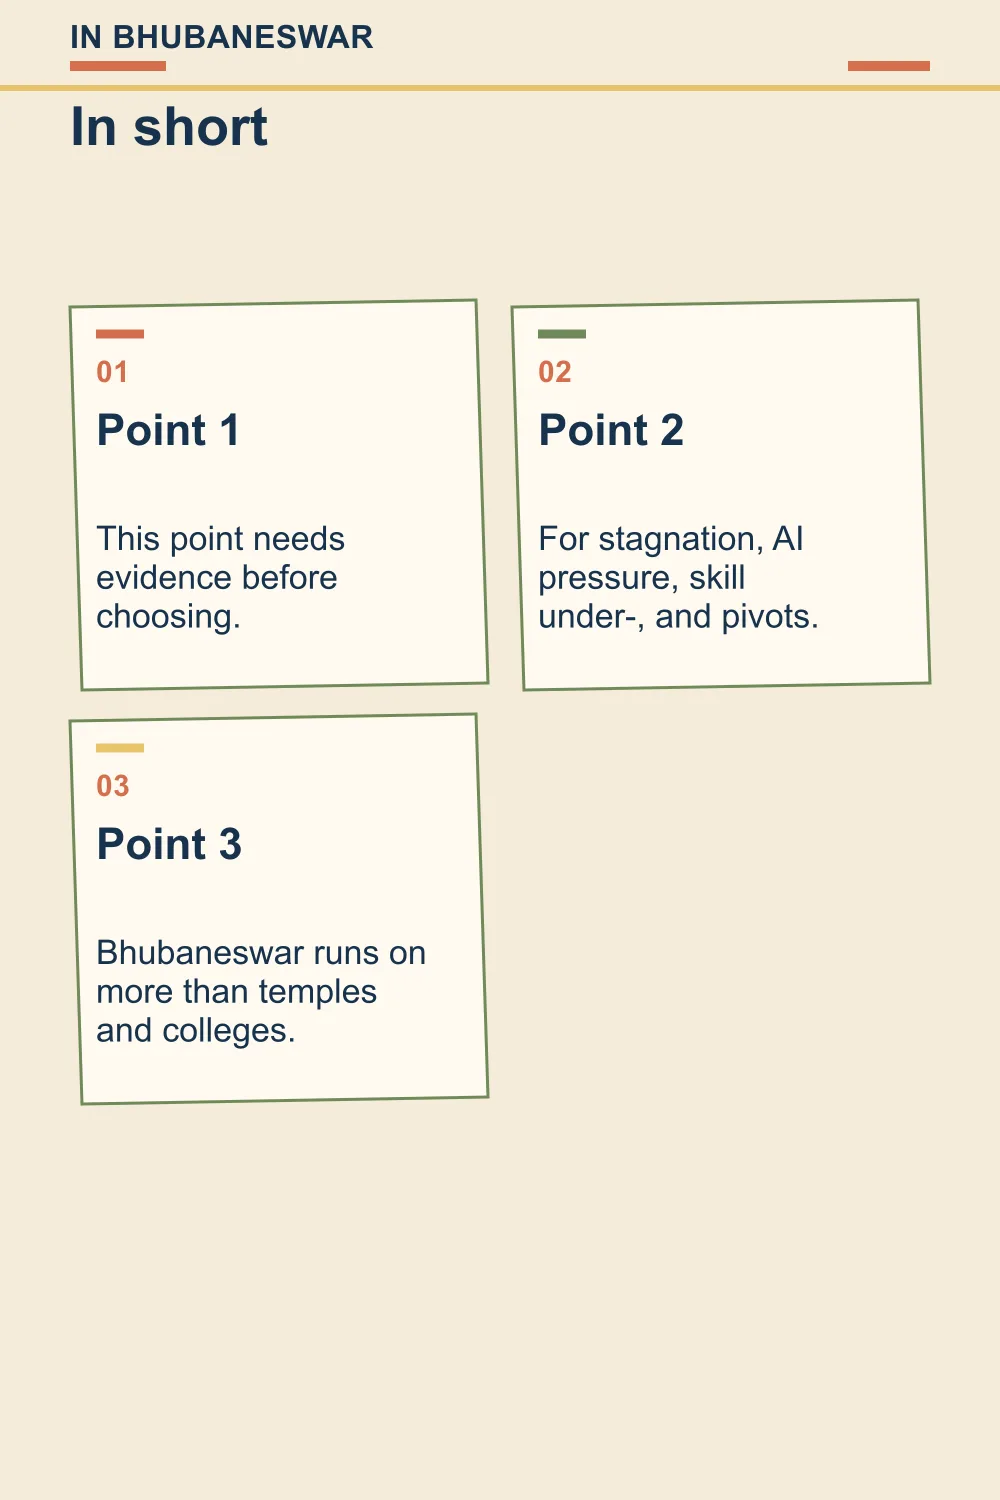 IN BHUBANESWAR
In short
01
Point 1
This point needs
evidence before
choosing.
02
Point 2
For stagnation, AI
pressure, skill
under-, and pivots.
03
Point 3
Bhubaneswar runs on
more than temples
and colleges.